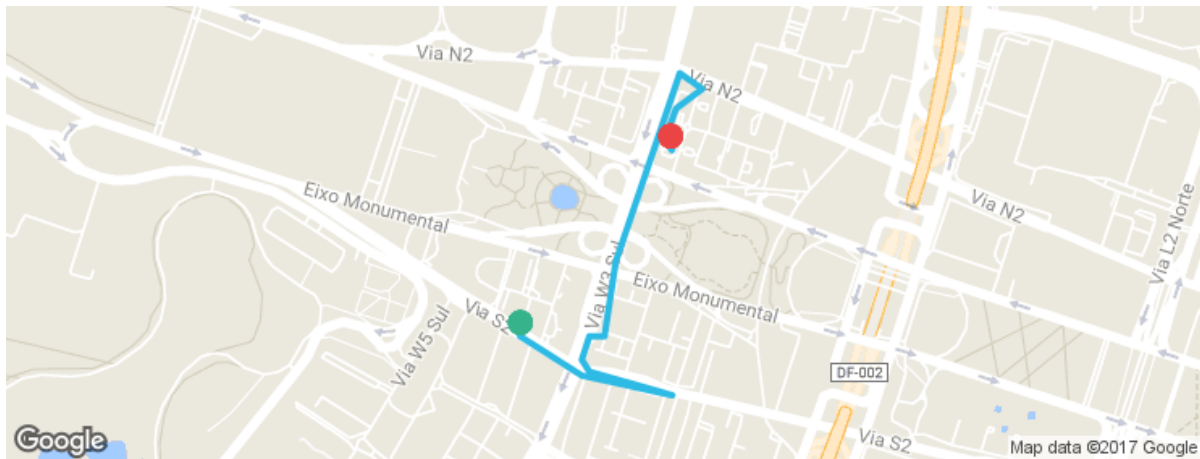 Via N2
Via N2
Eixo Monumental
Via N2
Via L2 Norte
Via W3 Sul
Eixo Monumental
Via S2
Via W5 Sul
DF-002
Via S2
Google
Map data ©2017 Google